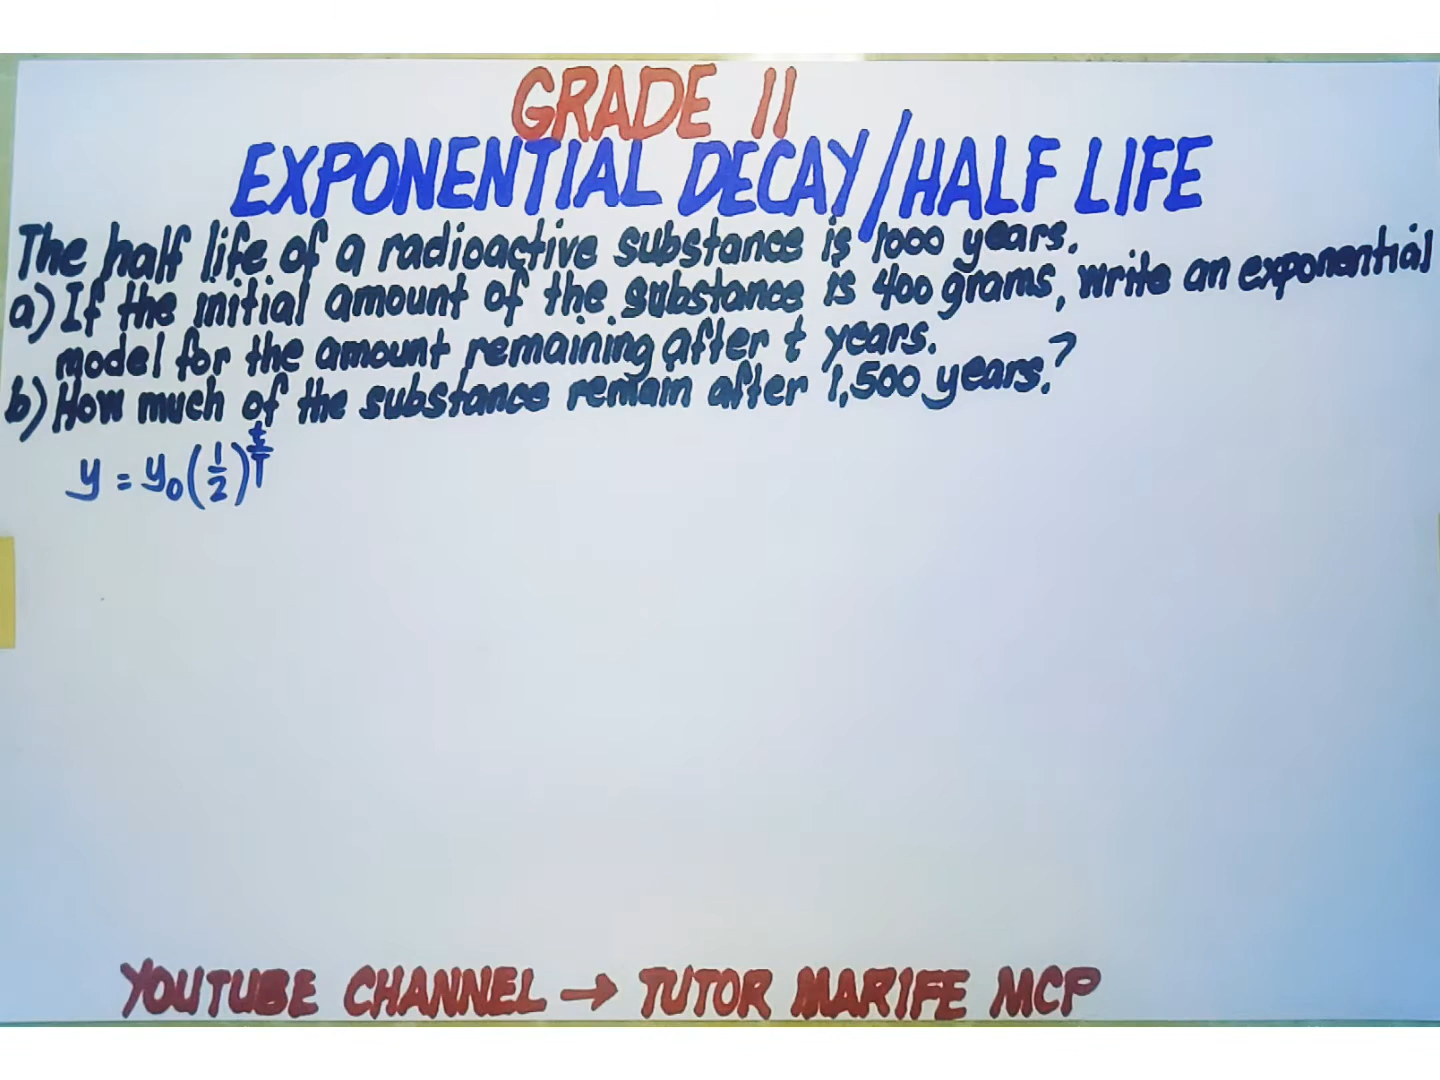 GRADE 11
EXPONENTIAL DECAY/HALF LIFE
The half life of a radioactive substance is 1000 years.
a) If the initial amount of the substance is 400 grams, write an exponential
model for the amount remaining after t years.
b) How much of the substance remain after 1,500 years?
y = y₀(1/2)^(t/T)
YOUTUBE CHANNEL → TUTOR MARIFE MCP